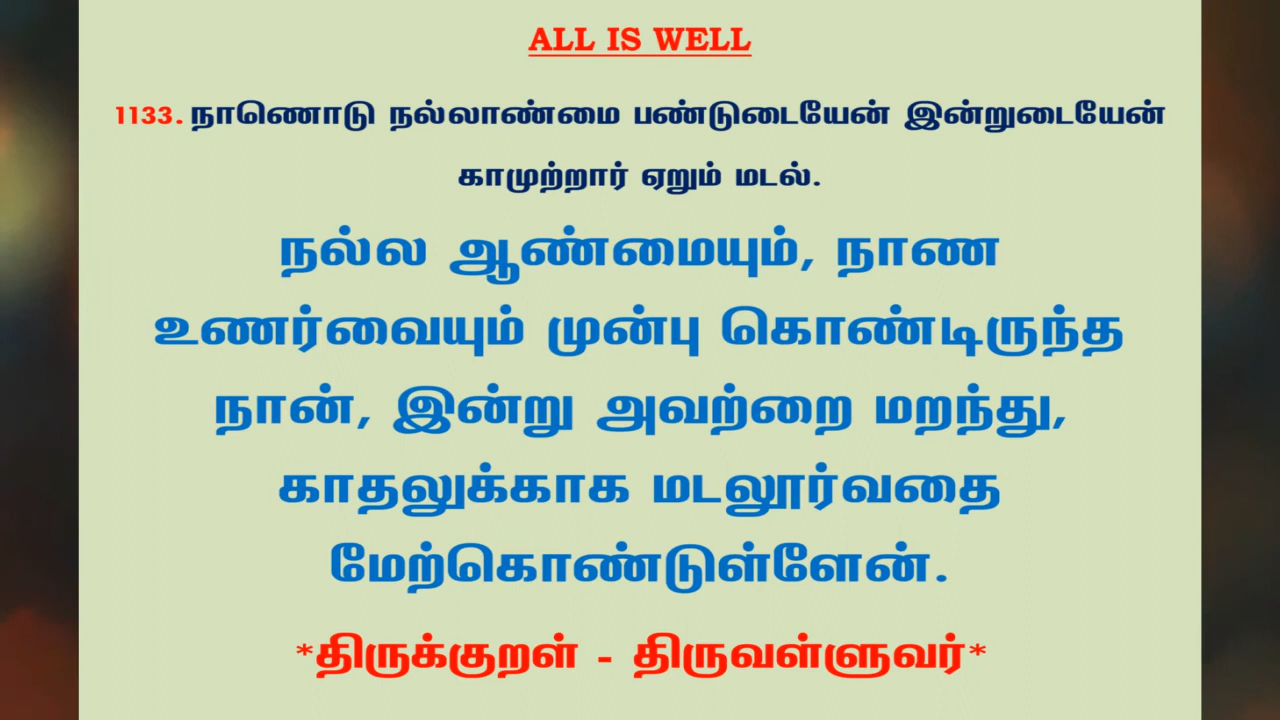 ALL IS WELL
1133. நாணொடு நல்லாண்மை பண்டுடையேன் இன்றுடையேன்
காமுற்றார் ஏறும் மடல்.
நல்ல ஆண்மையும், நாண
உணர்வையும் முன்பு கொண்டிருந்த
நான், இன்று அவற்றை மறந்து,
காதலுக்காக மடலூர்வதை
மேற்கொண்டுள்ளேன்.
*திருக்குறள் - திருவள்ளுவர்*